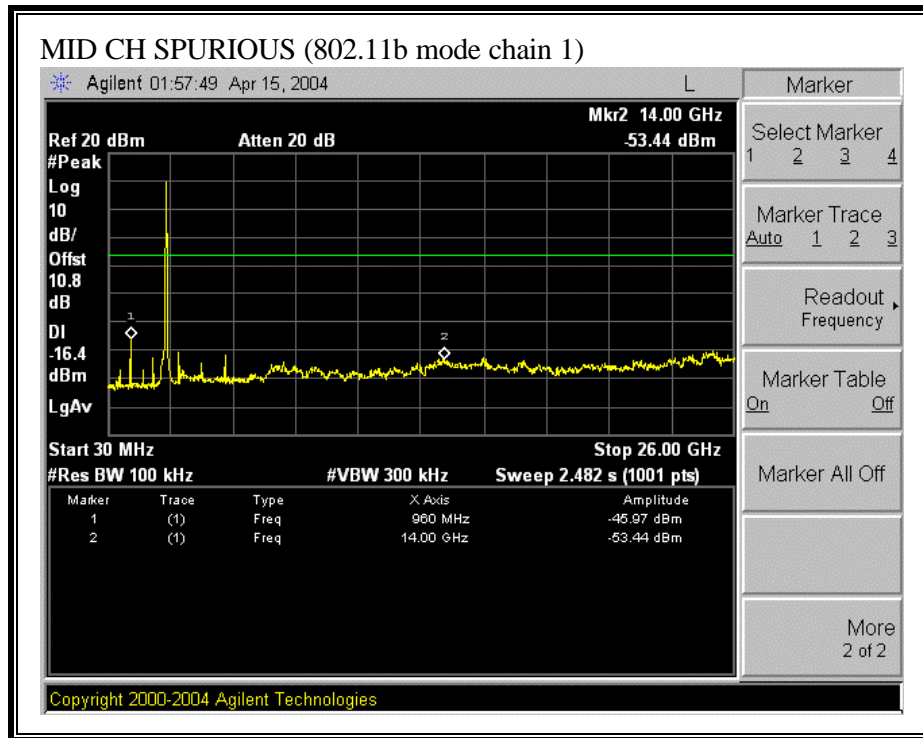 MID CH SPURIOUS (802.11b mode chain 1)
Agilent 01:57:49 Apr 15, 2004 L
Mkr2 14.00 GHz
Ref 20 dBm Atten 20 dB -53.44 dBm
#Peak
Log
10
dB/
Offst
10.8
dB
DI
-16.4
dBm
LgAv
1
2
Start 30 MHz Stop 26.00 GHz
#Res BW 100 kHz #VBW 300 kHz Sweep 2.482 s (1001 pts)
Marker Trace Type X Axis Amplitude
1 (1) Freq 960 MHz -45.97 dBm
2 (1) Freq 14.00 GHz -53.44 dBm
Copyright 2000-2004 Agilent Technologies
Marker
Select Marker
1 2 3 4
Marker Trace
Auto 1 2 3
Readout
Frequency
Marker Table
On Off
Marker All Off
More
2 of 2